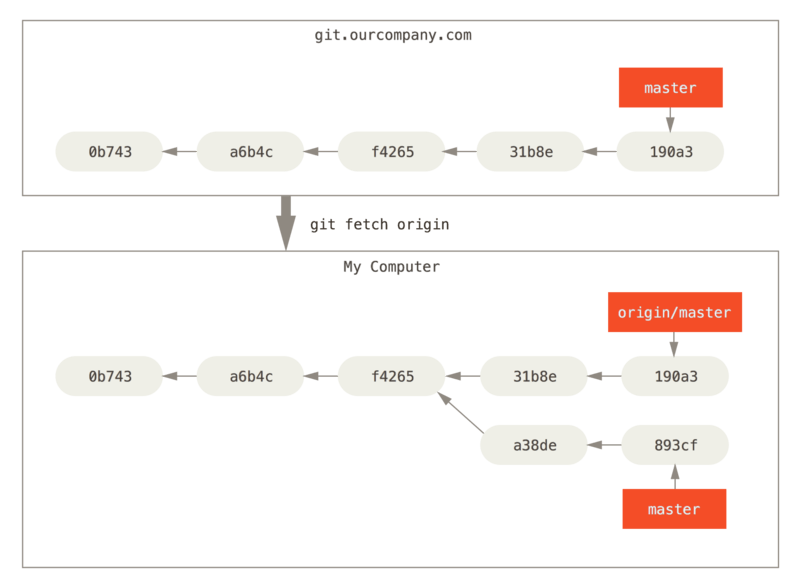 git.ourcompany.com
master
0b743 a6b4c f4265 31b8e 190a3
git fetch origin
My Computer
origin/master
0b743 a6b4c f4265 31b8e 190a3
a38de 893cf
master